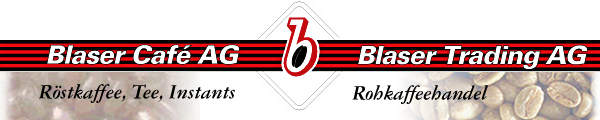 Blaser Café AG
Röstkaffee, Tee, Instants
b
Blaser Trading AG
Rohkaffeehandel